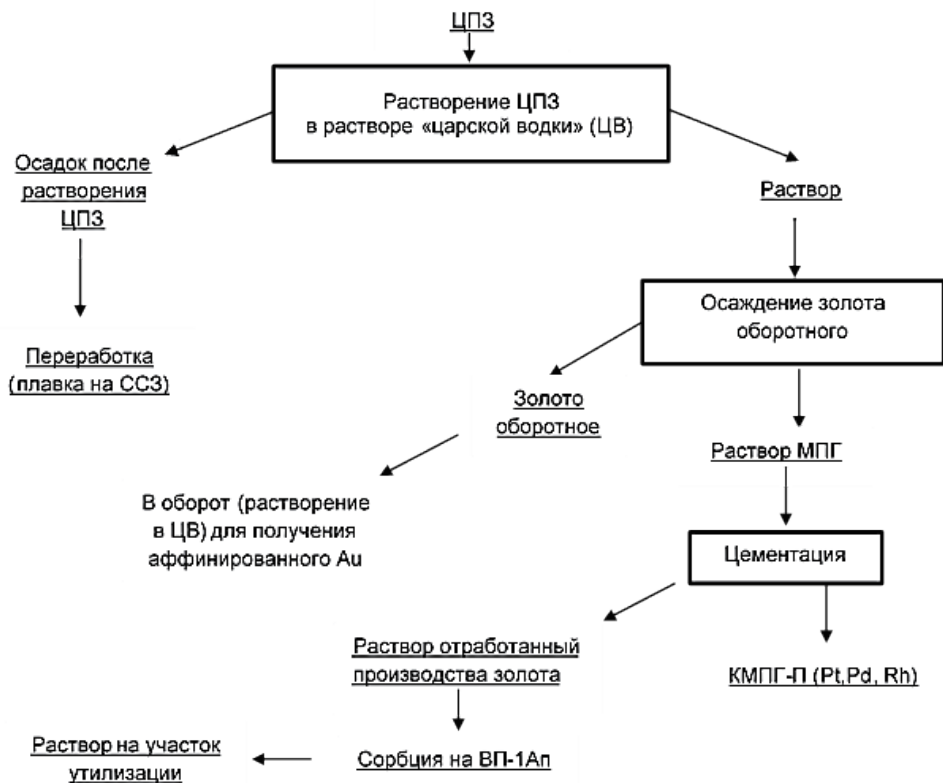 ЦПЗ
Растворение ЦПЗ
в растворе «царской водки» (ЦВ)
Осадок после
растворения
ЦПЗ
Раствор
Осаждение золота
оборотного
Переработка
(плавка на ССЗ)
Золото
оборотное
Раствор МПГ
В оборот (растворение
в ЦВ) для получения
аффинированного Au
Цементация
Раствор отработанный
производства золота
КМПГ-П (Pt,Pd, Rh)
Раствор на участок
утилизации
Сорбция на ВП-1Ап